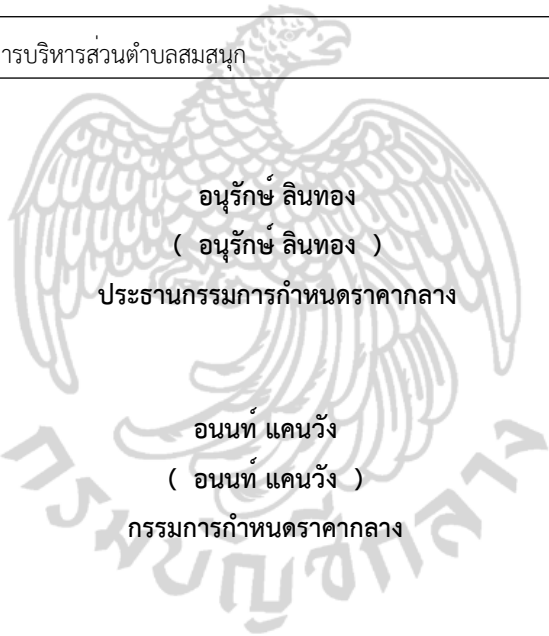 ารบริหารส่วนตำบลสมสนุก
อนุรักษ์ ลินทอง
( อนุรักษ์ ลินทอง )
ประธานกรรมการกำหนดราคากลาง
อนนท์ แคนวัง
( อนนท์ แคนวัง )
กรรมการกำหนดราคากลาง
กรมบัญชีกลาง